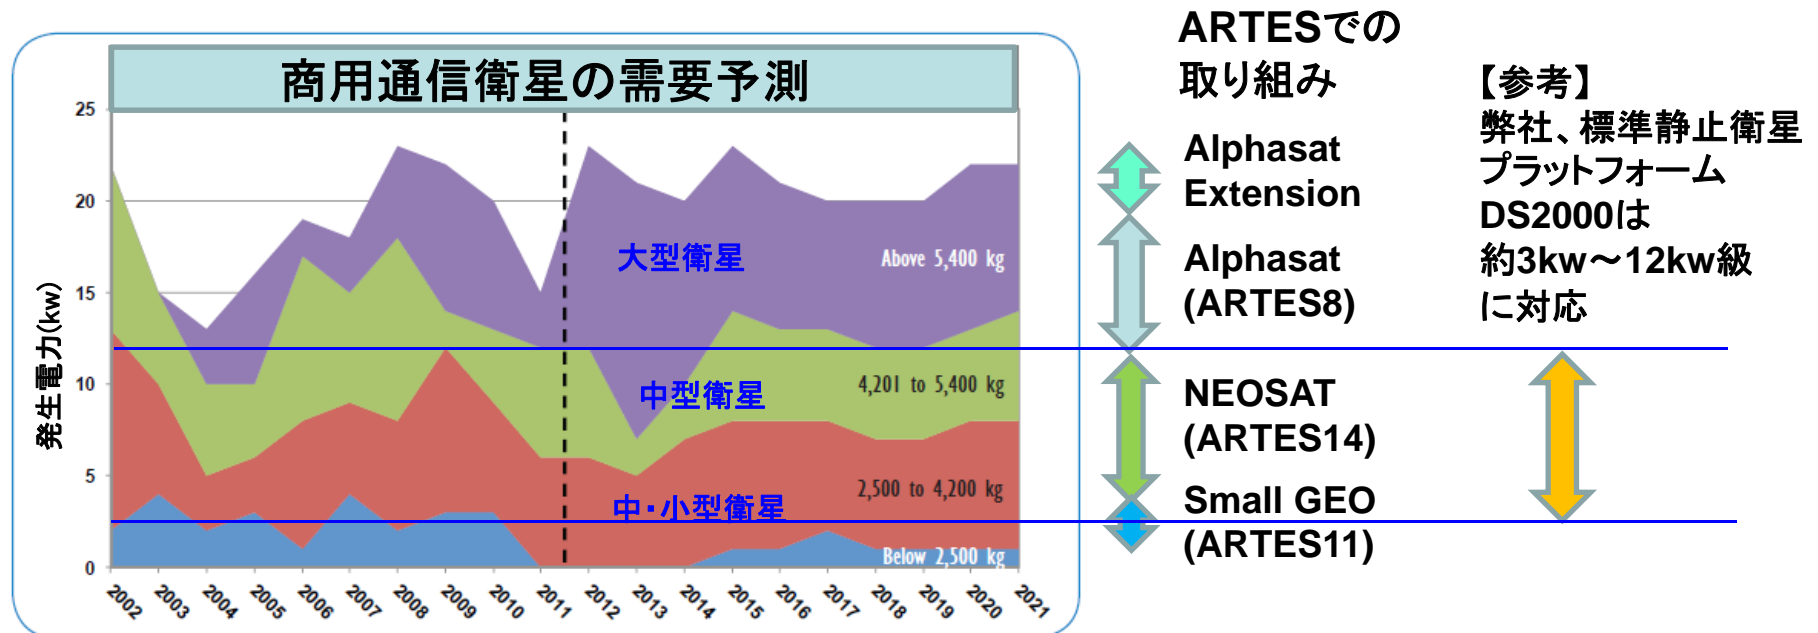 商用通信衛星の需要予測
発生電力(kw)
25
20
15
10
5
0
大型衛星
Above 5,400 kg
中型衛星
4,201 to 5,400 kg
中・小型衛星
2,500 to 4,200 kg
Below 2,500 kg
2002
2003
2004
2005
2006
2007
2008
2009
2010
2011
2012
2013
2014
2015
2016
2017
2018
2019
2020
2021
ARTESでの
取り組み
Alphasat
Extension
Alphasat
(ARTES8)
NEOSAT
(ARTES14)
Small GEO
(ARTES11)
【参考】
弊社、標準静止衛星
プラットフォーム
DS2000は
約3kw～12kw級
に対応